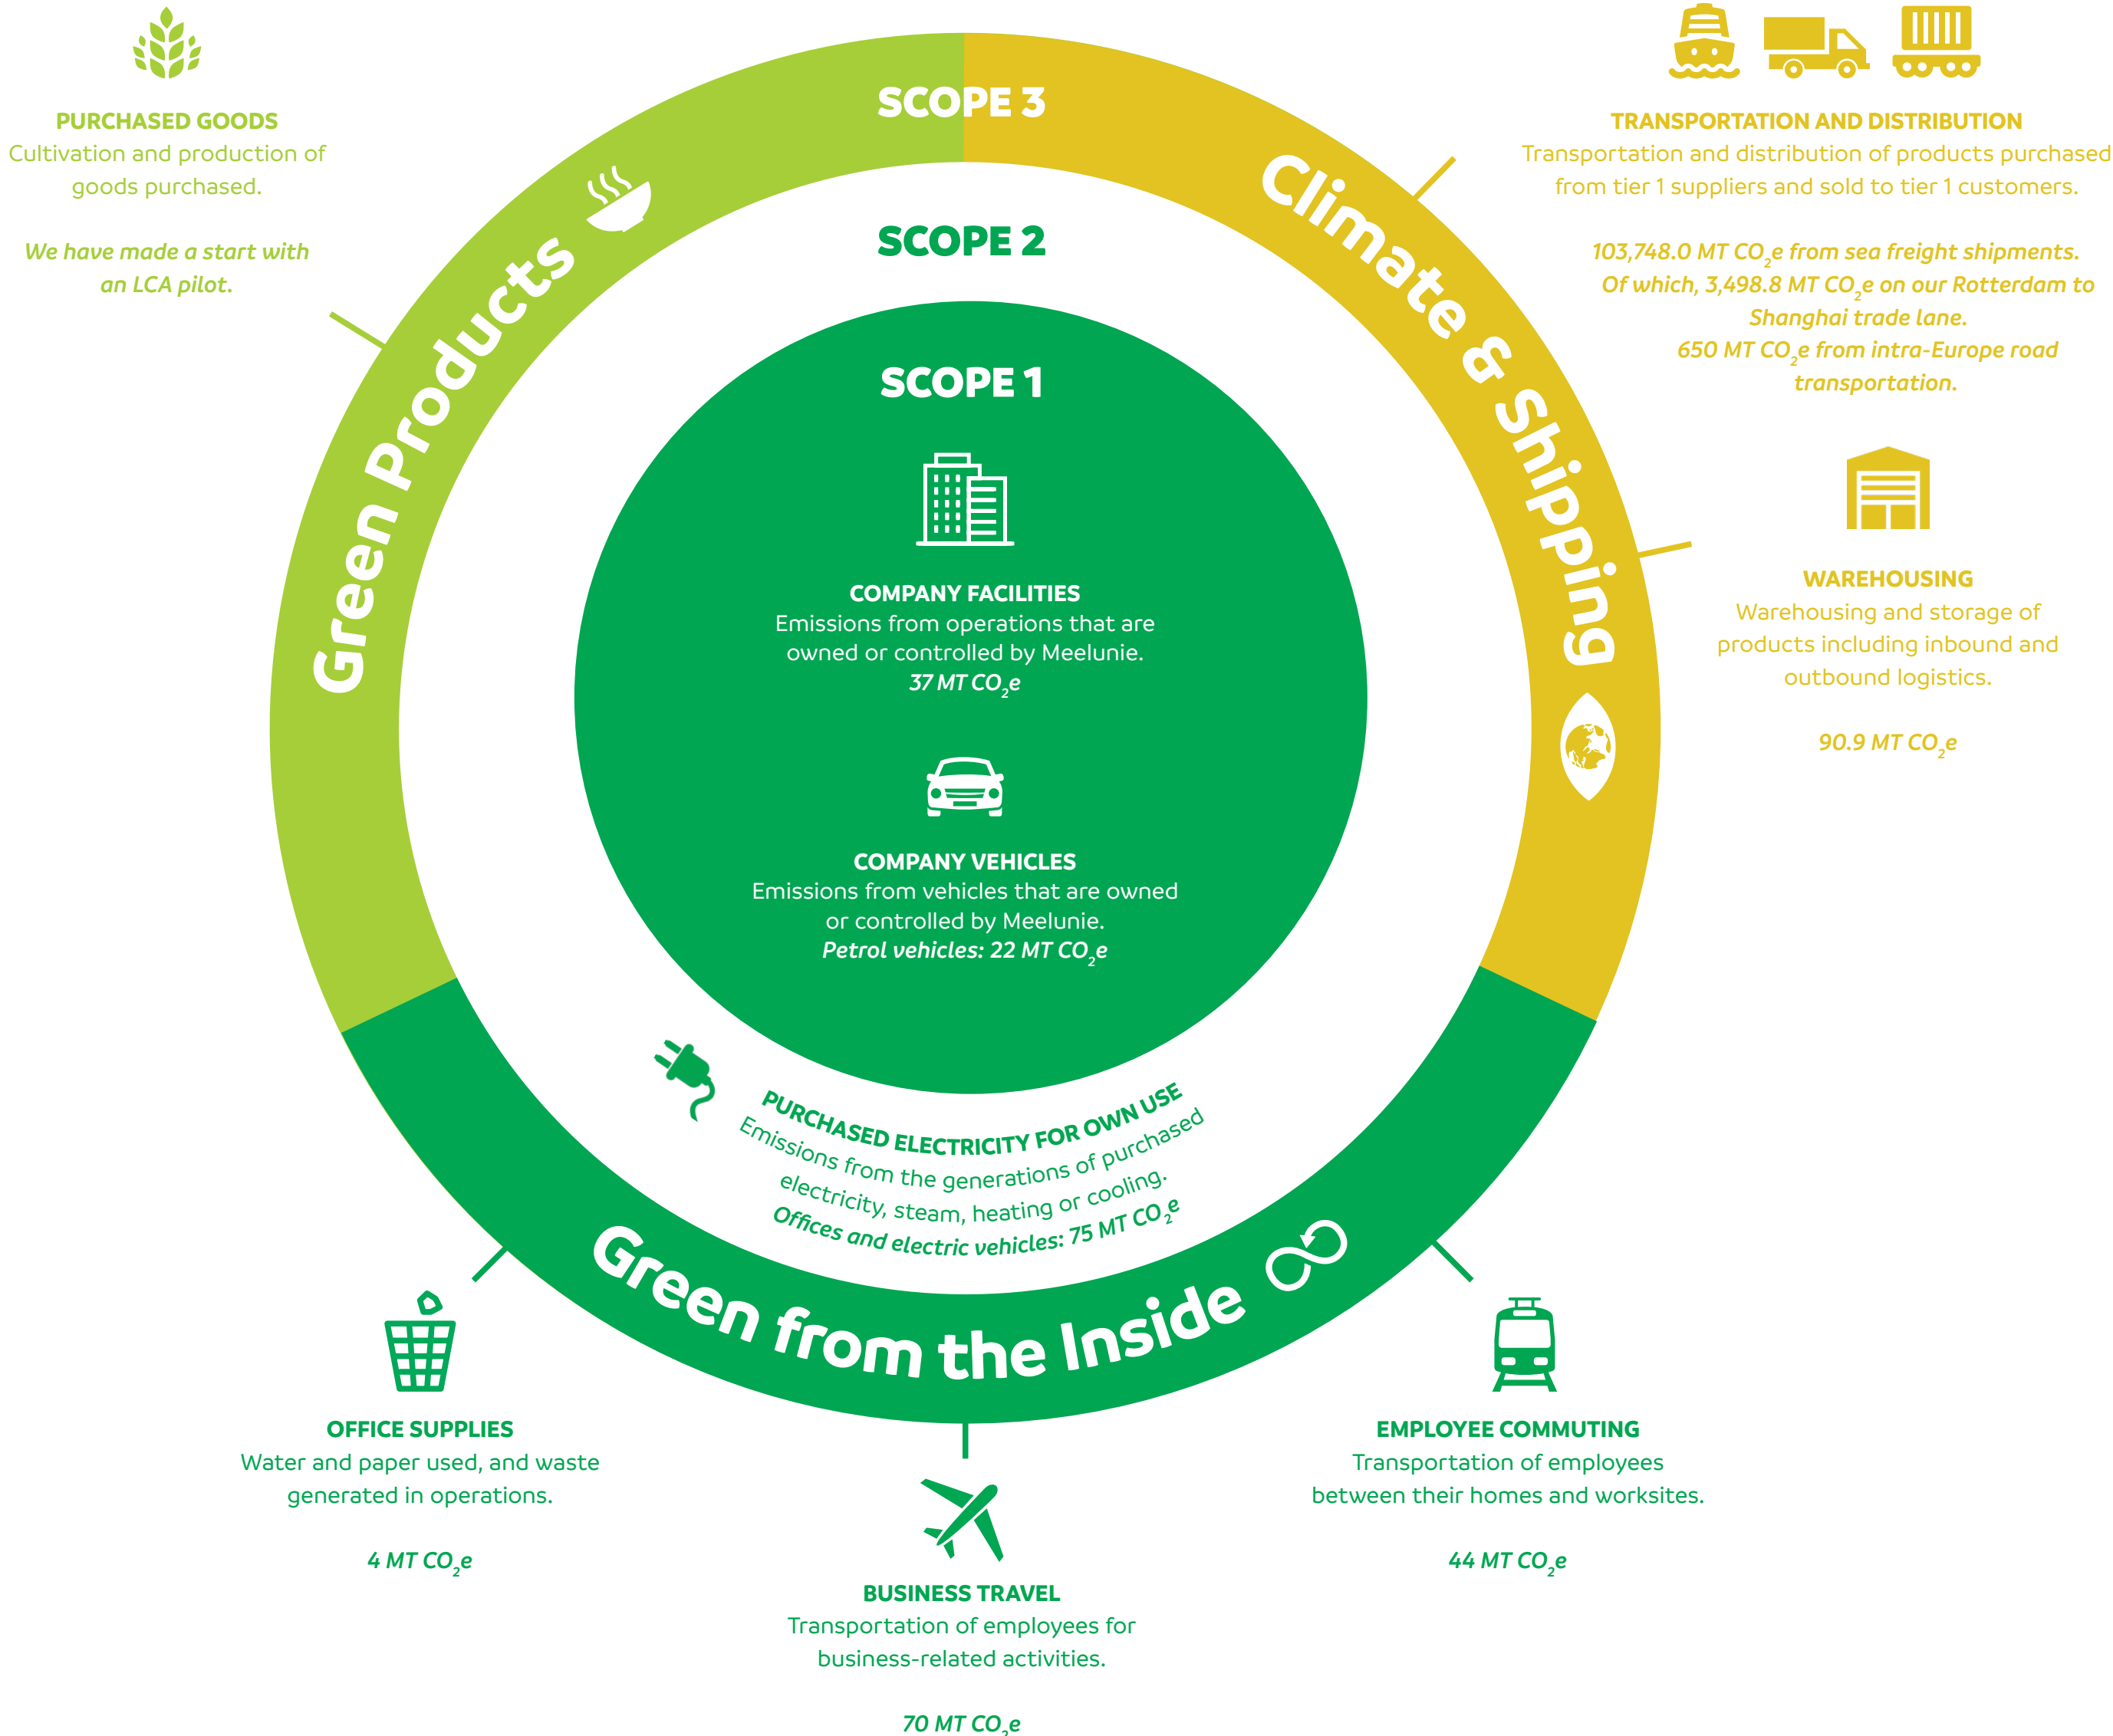 PURCHASED GOODS
Cultivation and production of
goods purchased.
We have made a start with
an LCA pilot.
TRANSPORTATION AND DISTRIBUTION
Transportation and distribution of products purchased
from tier 1 suppliers and sold to tier 1 customers.
103,748.0 MT CO₂e from sea freight shipments.
Of which, 3,498.8 MT CO₂e on our Rotterdam to
Shanghai trade lane.
650 MT CO₂e from intra-Europe road
transportation.
WAREHOUSING
Warehousing and storage of
products including inbound and
outbound logistics.
90.9 MT CO₂e
SCOPE 3
Green Products
Climate & Shipping
SCOPE 2
SCOPE 1
COMPANY FACILITIES
Emissions from operations that are
owned or controlled by Meelunie.
37 MT CO₂e
COMPANY VEHICLES
Emissions from vehicles that are owned
or controlled by Meelunie.
Petrol vehicles: 22 MT CO₂e
PURCHASED ELECTRICITY FOR OWN USE
Emissions from the generations of purchased
electricity, steam, heating or cooling.
Offices and electric vehicles: 75 MT CO₂e
Green from the Inside
OFFICE SUPPLIES
Water and paper used, and waste
generated in operations.
4 MT CO₂e
BUSINESS TRAVEL
Transportation of employees for
business-related activities.
70 MT CO₂e
EMPLOYEE COMMUTING
Transportation of employees
between their homes and worksites.
44 MT CO₂e